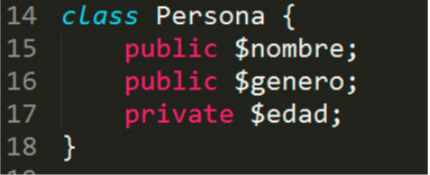 14 class Persona {
15     public $nombre;
16     public $genero;
17     private $edad;
18 }